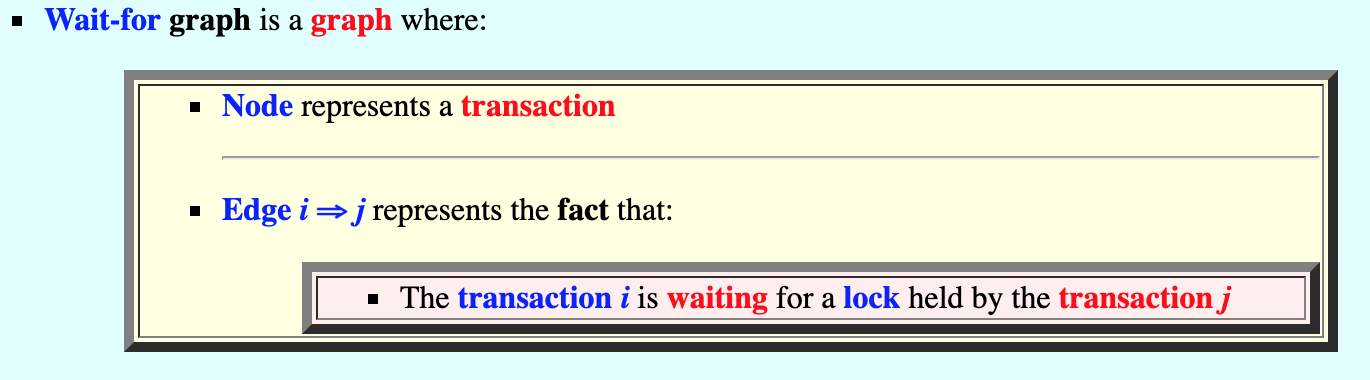 Wait-for graph is a graph where:
Node represents a transaction
Edge i ⇒ j represents the fact that:
The transaction i is waiting for a lock held by the transaction j